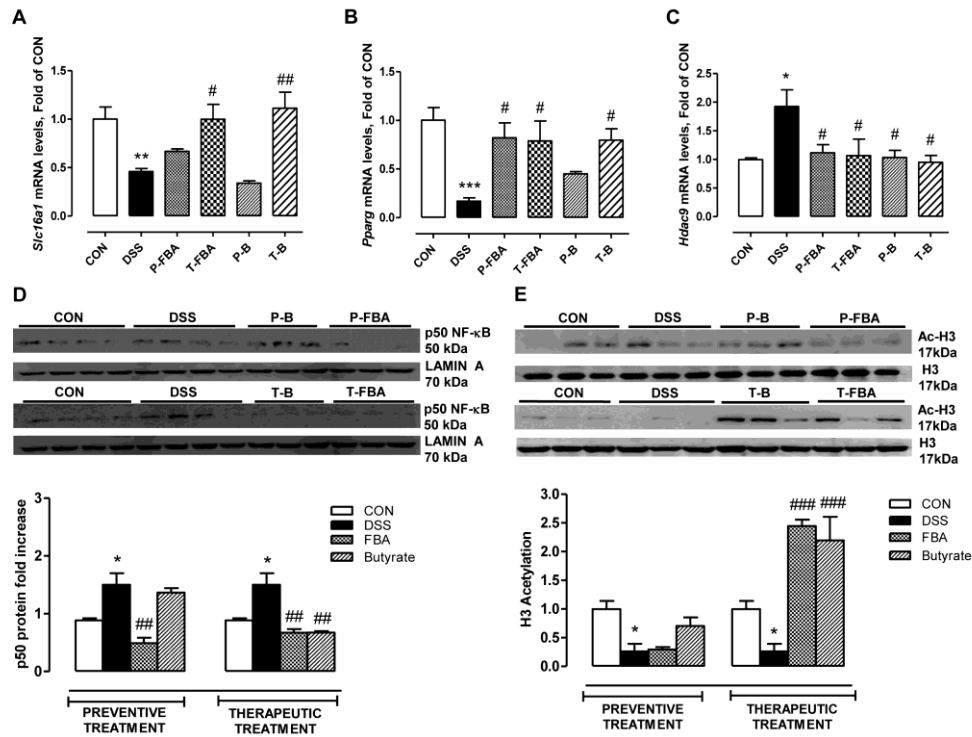 A
Slc16a1 mRNA levels, Fold of CON
1.5
1.0
0.5
0.0
**
#
##
CON
DSS
P-FBA
T-FBA
P-B
T-B
B
Pparg mRNA levels, Fold of CON
1.5
1.0
0.5
0.0
***
#
#
#
CON
DSS
P-FBA
T-FBA
P-B
T-B
C
Hdac9 mRNA levels, Fold of CON
2.5
2.0
1.5
1.0
0.5
0.0
*
#
#
#
#
CON
DSS
P-FBA
T-FBA
P-B
T-B
D
CON DSS P-B P-FBA
p50 NF-κB
50 kDa
LAMIN A
70 kDa
CON DSS T-B T-FBA
p50 NF-κB
50 kDa
LAMIN A
70 kDa
p50 protein fold increase
3
2
1
0
CON
DSS
FBA
Butyrate
*
##
*
##
##
PREVENTIVE
TREATMENT
THERAPEUTIC
TREATMENT
E
CON DSS P-B P-FBA
Ac-H3
17kDa
H3
17kDa
CON DSS T-B T-FBA
Ac-H3
17kDa
H3
17kDa
H3 Acetylation
3.0
2.5
2.0
1.5
1.0
0.5
0.0
CON
DSS
FBA
Butyrate
*
*
###
###
PREVENTIVE
TREATMENT
THERAPEUTIC
TREATMENT